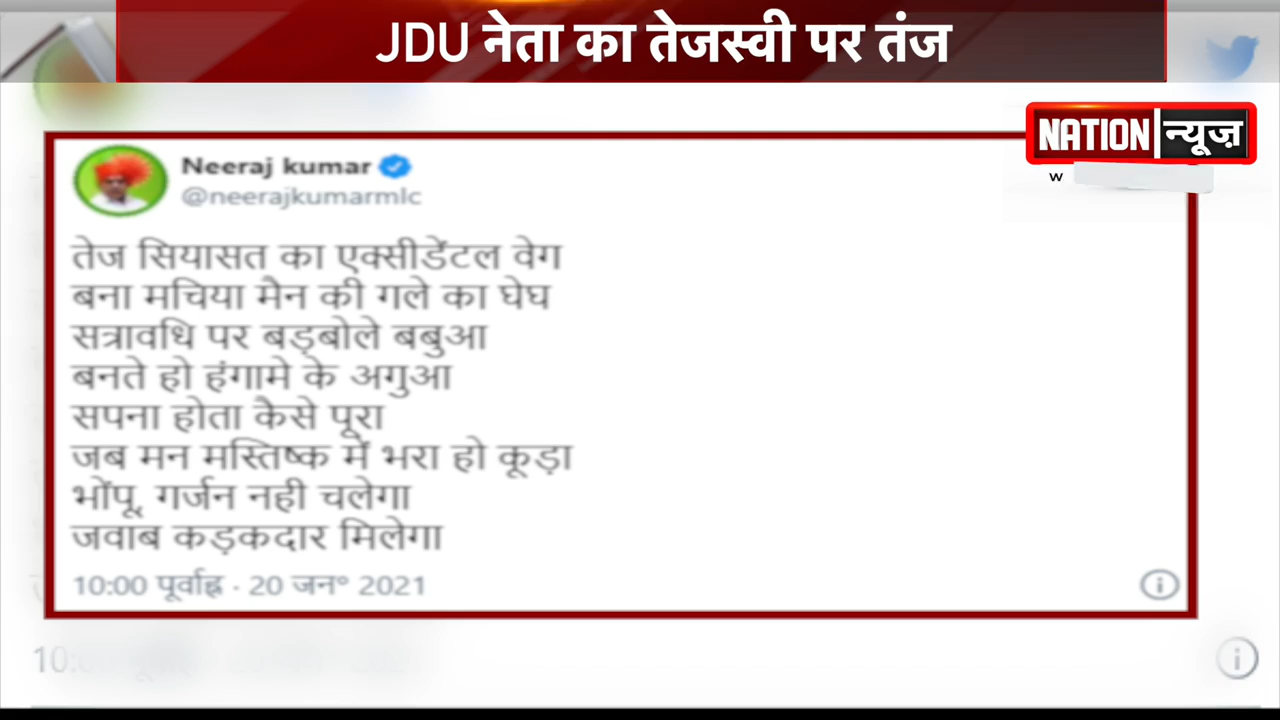 JDU नेता का तेजस्वी पर तंज
NATION न्यूज़
W
Neeraj kumar
@neerajkumarmlc
तेज सियासत का एक्सीडेंटल वेग
बना मचिया मैन की गले का घेघ
सत्रावधि पर बड़बोले बबुआ
बनते हो हंगामे के अगुआ
सपना होता कैसे पूरा
जब मन मस्तिष्क में भरा हो कूड़ा
भोंपू, गर्जन नही चलेगा
जवाब कड़कदार मिलेगा
10:00 पूर्वाह्न · 20 जन॰ 2021